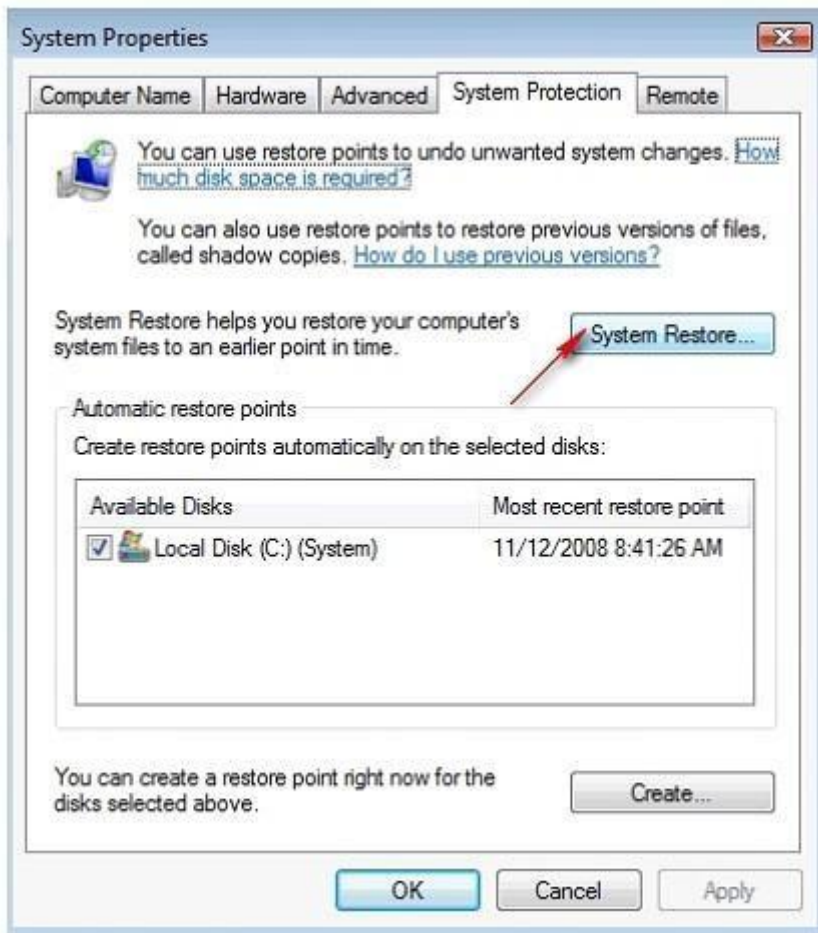 System Properties
Computer Name
Hardware
Advanced
System Protection
Remote
You can use restore points to undo unwanted system changes. How
much disk space is required?
You can also use restore points to restore previous versions of files,
called shadow copies. How do I use previous versions?
System Restore helps you restore your computer's
system files to an earlier point in time.
System Restore...
Automatic restore points
Create restore points automatically on the selected disks:
Available Disks
Most recent restore point
Local Disk (C:) (System)
11/12/2008 8:41:26 AM
You can create a restore point right now for the
disks selected above.
Create...
OK
Cancel
Apply